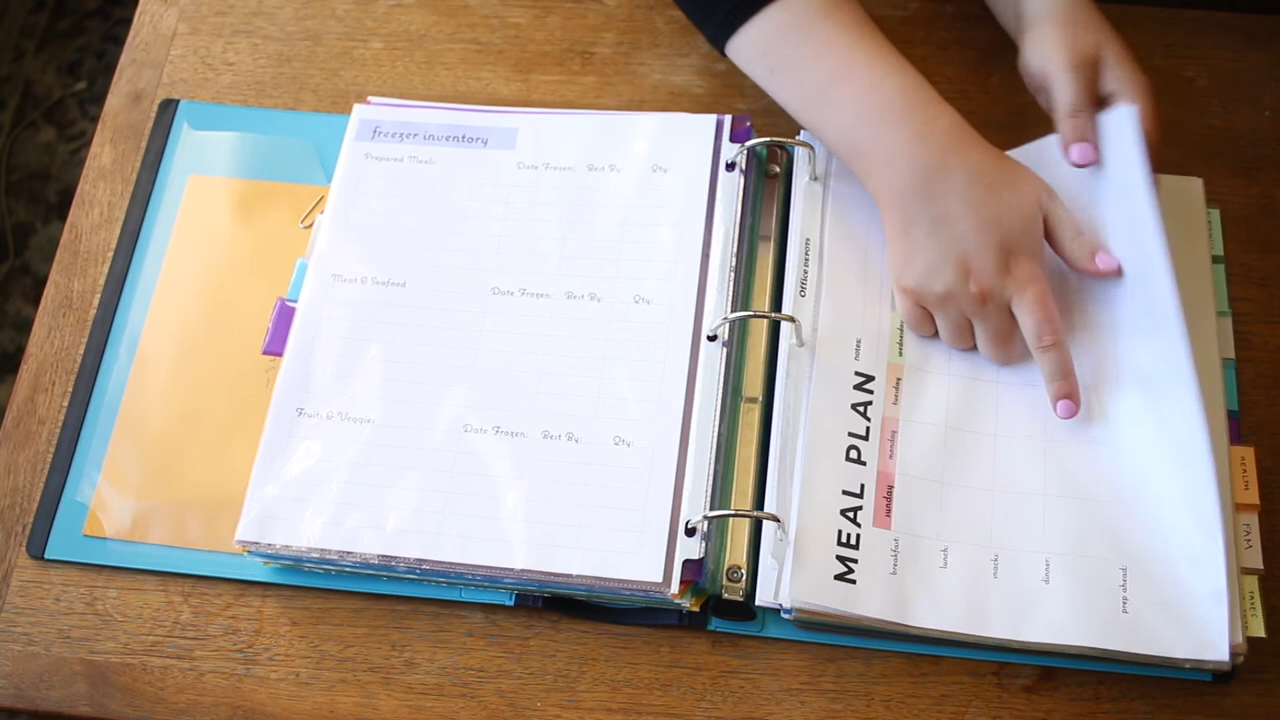 freezer inventory
Prepared Meals:
Date Frozen: Best By: Qty:
Meat & Seafood
Date Frozen: Best By: Qty:
Fruits & Veggies
Date Frozen: Best By: Qty:
Office DEPOT
MEAL PLAN
notes:
sunday monday tuesday wednesday
breakfast:
lunch:
snacks:
dinner:
prep ahead:
HEALTH
FAM
TAXES